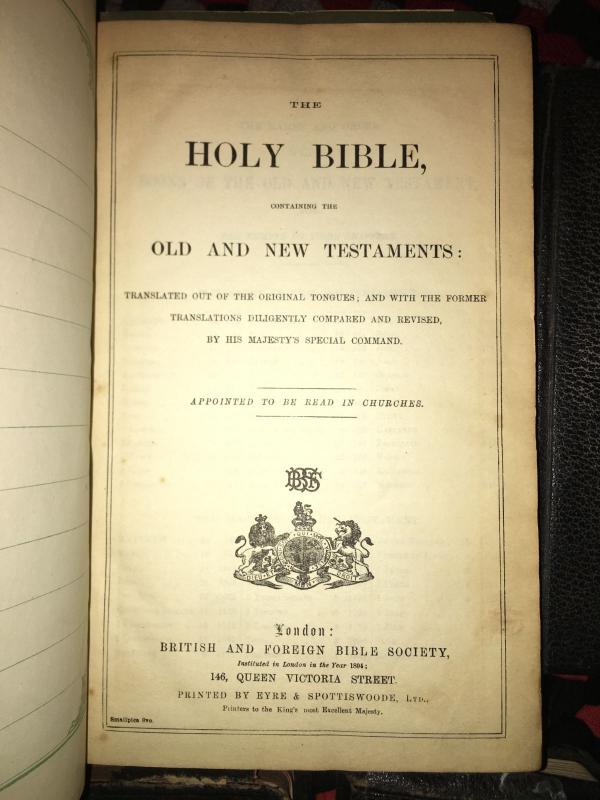 THE
HOLY BIBLE,
CONTAINING THE
OLD AND NEW TESTAMENTS:
TRANSLATED OUT OF THE ORIGINAL TONGUES; AND WITH THE FORMER
TRANSLATIONS DILIGENTLY COMPARED AND REVISED,
BY HIS MAJESTY'S SPECIAL COMMAND.
APPOINTED TO BE READ IN CHURCHES.
London:
BRITISH AND FOREIGN BIBLE SOCIETY,
Instituted in London in the Year 1804;
146, QUEEN VICTORIA STREET.
PRINTED BY EYRE & SPOTTISWOODE, LTD.,
Printers to the King's most Excellent Majesty.
Smallpica 8vo.